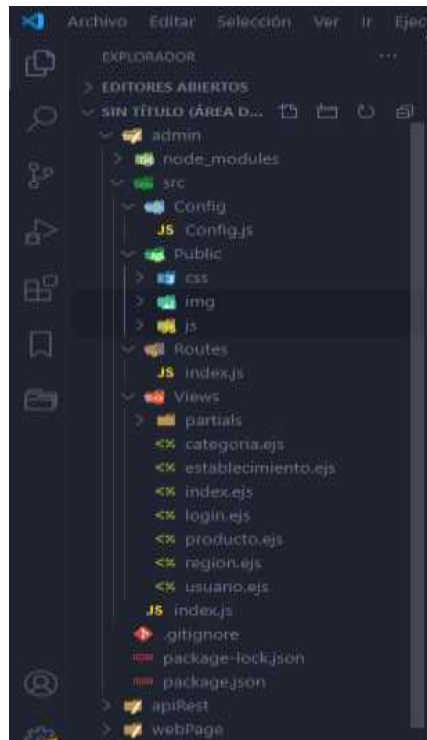 Archivo Editar Selección Ver Ir Ejec
EXPLORADOR
EDITORES ABIERTOS
SIN TÍTULO (ÁREA D...
admin
node_modules
src
Config
JS Config.js
Public
css
img
js
Routes
JS index.js
Views
partials
<% categoria.ejs
<% establecimiento.ejs
<% index.ejs
<% login.ejs
<% producto.ejs
<% region.ejs
<% usuario.ejs
JS index.js
.gitignore
package-lock.json
package.json
apiRest
webPage